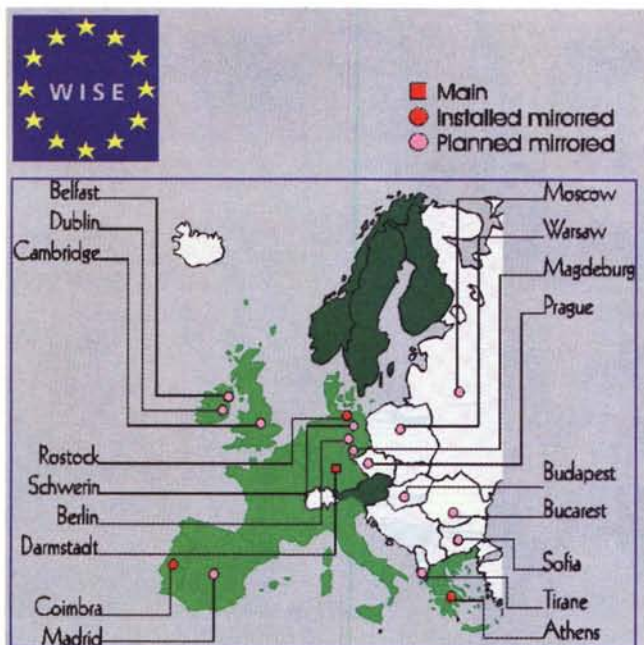 WISE
Main
Installed mirorred
Planned mirrored
Belfast
Dublin
Cambridge
Rostock
Schwerin
Berlin
Darmstadt
Coimbra
Madrid
Moscow
Warsaw
Magdeburg
Prague
Budapest
Bucarest
Sofia
Tirane
Athens